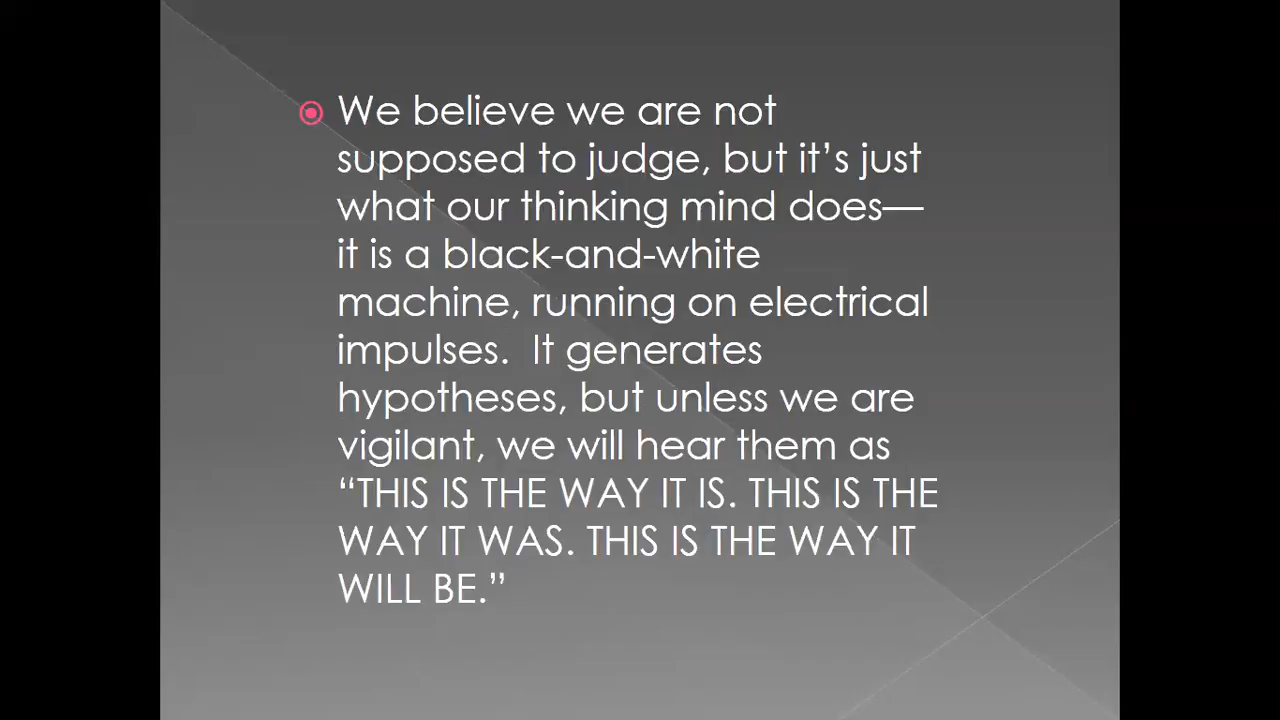 We believe we are not
supposed to judge, but it’s just
what our thinking mind does—
it is a black-and-white
machine, running on electrical
impulses.  It generates
hypotheses, but unless we are
vigilant, we will hear them as
“THIS IS THE WAY IT IS. THIS IS THE
WAY IT WAS. THIS IS THE WAY IT
WILL BE.”